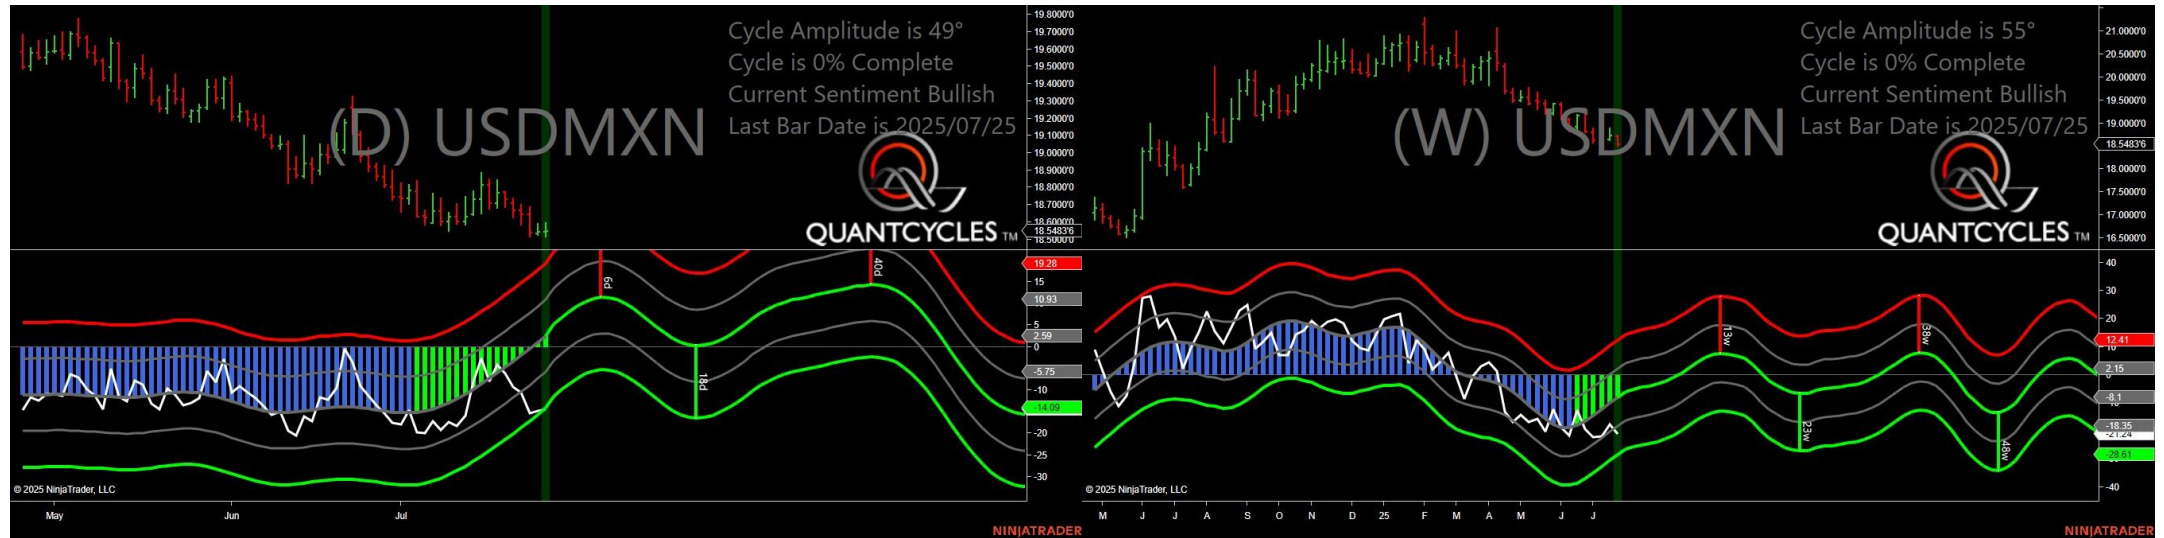 Cycle Amplitude is 49°
Cycle is 0% Complete
Current Sentiment Bullish
Last Bar Date is 2025/07/25
(D) USDMXN
QUANTCYCLES TM
19.8000'0
19.7000'0
19.5000'0
19.4000'0
19.3000'0
19.2000'0
19.1000'0
19.0000'0
18.9000'0
18.8000'0
18.7000'0
18.6000'0
18.5483'6
18.5000'0
6d
18d
40d
19.28
15
10.93
5
2.59
0
-5.75
-10
-14.09
-20
-25
-30
© 2025 NinjaTrader, LLC
May
Jun
Jul
NINJATRADER
Cycle Amplitude is 55°
Cycle is 0% Complete
Current Sentiment Bullish
Last Bar Date is 2025/07/25
(W) USDMXN
QUANTCYCLES TM
21.0000'0
20.5000'0
20.0000'0
19.5000'0
19.0000'0
18.5483'6
18.0000'0
17.5000'0
17.0000'0
16.5000'0
13w
23w
38w
48w
40
30
20
12.41
2.15
0
-8.1
-18.35
-21.24
-28.61
-40
© 2025 NinjaTrader, LLC
M
J
J
A
S
O
N
D
25
F
M
A
M
J
J
NINJATRADER